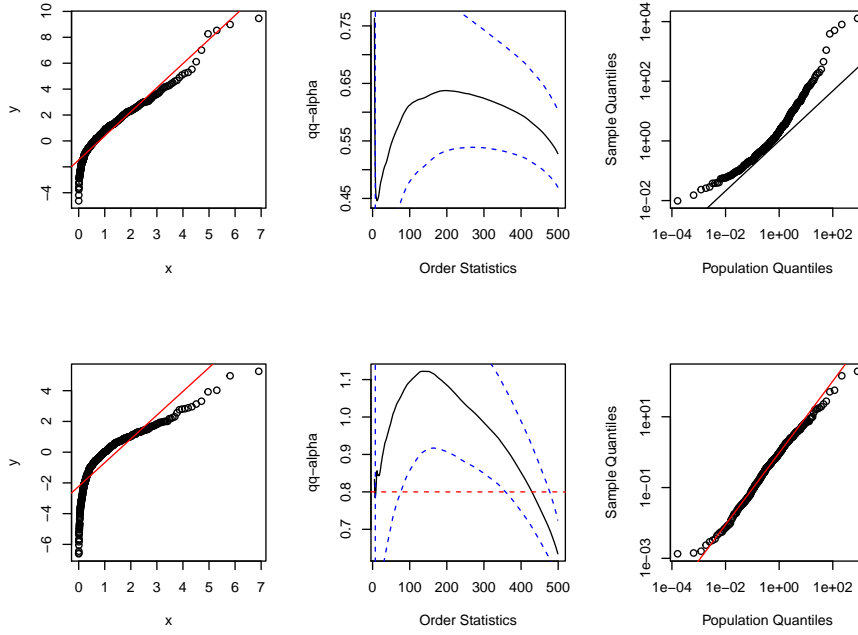 0 1 2 3 4 5 6 7
−4 0 2 4 6 8 10
x
y
0 100 200 300 400 500
0.45 0.55 0.65 0.75
Order Statistics
qq−alpha
1e−04 1e−01 1e+02
1e−02 1e+00 1e+02 1e+04
Population Quantiles
Sample Quantiles
0 1 2 3 4 5 6 7
−6 −4 −2 0 2 4
x
y
0 100 200 300 400 500
0.7 0.8 0.9 1.0 1.1
Order Statistics
qq−alpha
1e−04 1e−02 1e+00 1e+02
1e−03 1e−01 1e+01
Population Quantiles
Sample Quantiles